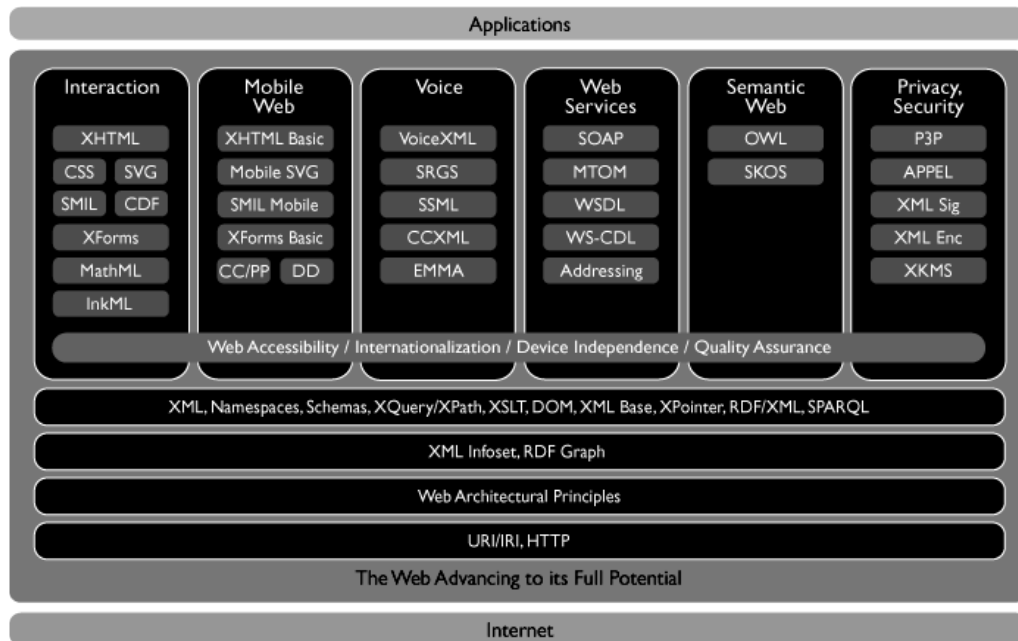 Applications
Interaction
XHTML
CSS SVG
SMIL CDF
XForms
MathML
InkML
Mobile
Web
XHTML Basic
Mobile SVG
SMIL Mobile
XForms Basic
CC/PP DD
Voice
VoiceXML
SRGS
SSML
CCXML
EMMA
Web
Services
SOAP
MTOM
WSDL
WS-CDL
Addressing
Semantic
Web
OWL
SKOS
Privacy,
Security
P3P
APPEL
XML Sig
XML Enc
XKMS
Web Accessibility / Internationalization / Device Independence / Quality Assurance
XML, Namespaces, Schemas, XQuery/XPath, XSLT, DOM, XML Base, XPointer, RDF/XML, SPARQL
XML Infoset, RDF Graph
Web Architectural Principles
URI/IRI, HTTP
The Web Advancing to its Full Potential
Internet